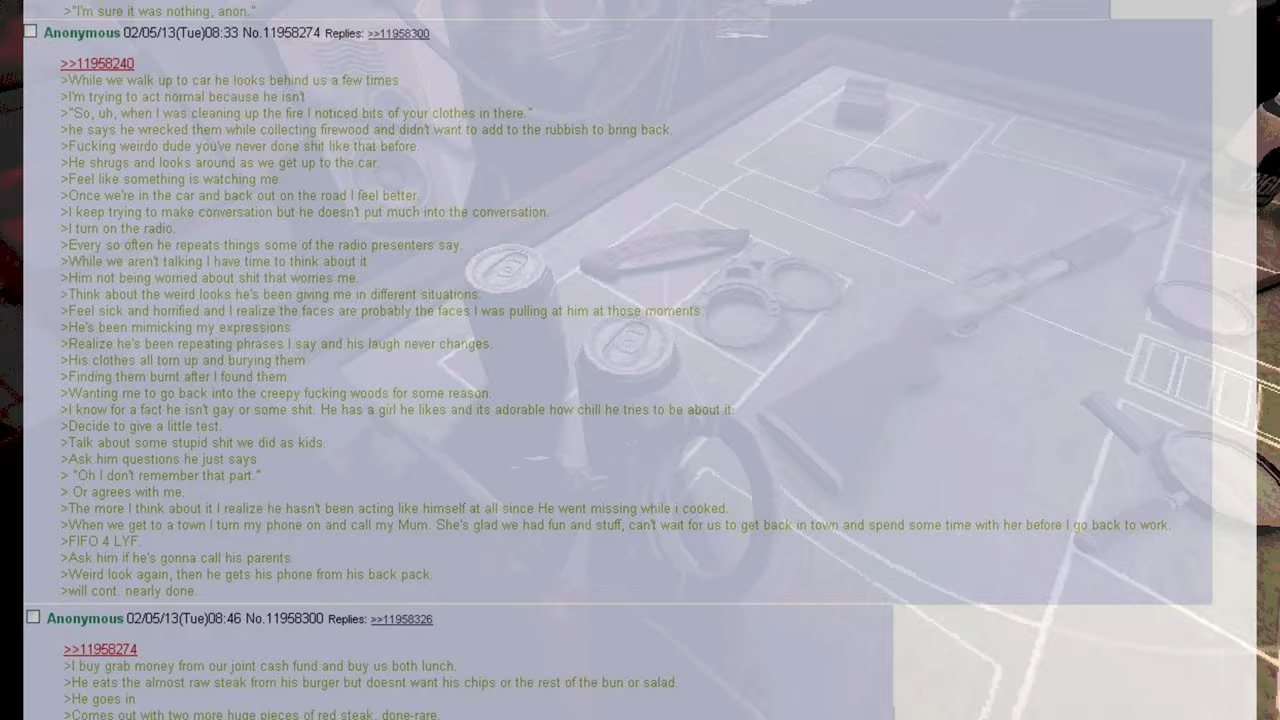 >"I'm sure it was nothing, anon."
Anonymous 02/05/13(Tue)08:33 No.11958274 Replies: >>11958300
>>11958240
>While we walk up to car he looks behind us a few times
>I'm trying to act normal because he isn't
>"So, uh, when I was cleaning up the fire I noticed bits of your clothes in there."
>he says he wrecked them while collecting firewood and didn't want to add to the rubbish to bring back.
>Fucking weirdo dude you've never done shit like that before.
>He shrugs and looks around as we get up to the car.
>Feel like something is watching me
>Once we're in the car and back out on the road I feel better.
>I keep trying to make conversation but he doesn't put much into the conversation.
>I turn on the radio.
>Every so often he repeats things some of the radio presenters say.
>While we aren't talking I have time to think about it
>Him not being worried about shit that worries me.
>Think about the weird looks he's been giving me in different situations.
>Feel sick and horrified and I realize the faces are probably the faces I was pulling at him at those moments.
>He's been mimicking my expressions
>Realize he's been repeating phrases I say and his laugh never changes.
>His clothes all torn up and burying them
>Finding them burnt after I found them
>Wanting me to go back into the creepy fucking woods for some reason.
>I know for a fact he isn't gay or some shit. He has a girl he likes and its adorable how chill he tries to be about it.
>Decide to give a little test.
>Talk about some stupid shit we did as kids.
>Ask him questions he just says
> "Oh I don't remember that part."
> Or agrees with me.
>The more I think about it I realize he hasn't been acting like himself at all since He went missing while i cooked.
>When we get to a town I turn my phone on and call my Mum. She's glad we had fun and stuff, can't wait for us to get back in town and spend some time with her before I go back to work.
>FIFO 4 LYF.
>Ask him if he's gonna call his parents.
>Weird look again, then he gets his phone from his back pack.
>will cont. nearly done.
Anonymous 02/05/13(Tue)08:46 No.11958300 Replies: >>11958326
>>11958274
>I buy grab money from our joint cash fund and buy us both lunch.
>He eats the almost raw steak from his burger but doesnt want his chips or the rest of the bun or salad.
>He goes in
>Comes out with two more huge pieces of red steak, done-rare.